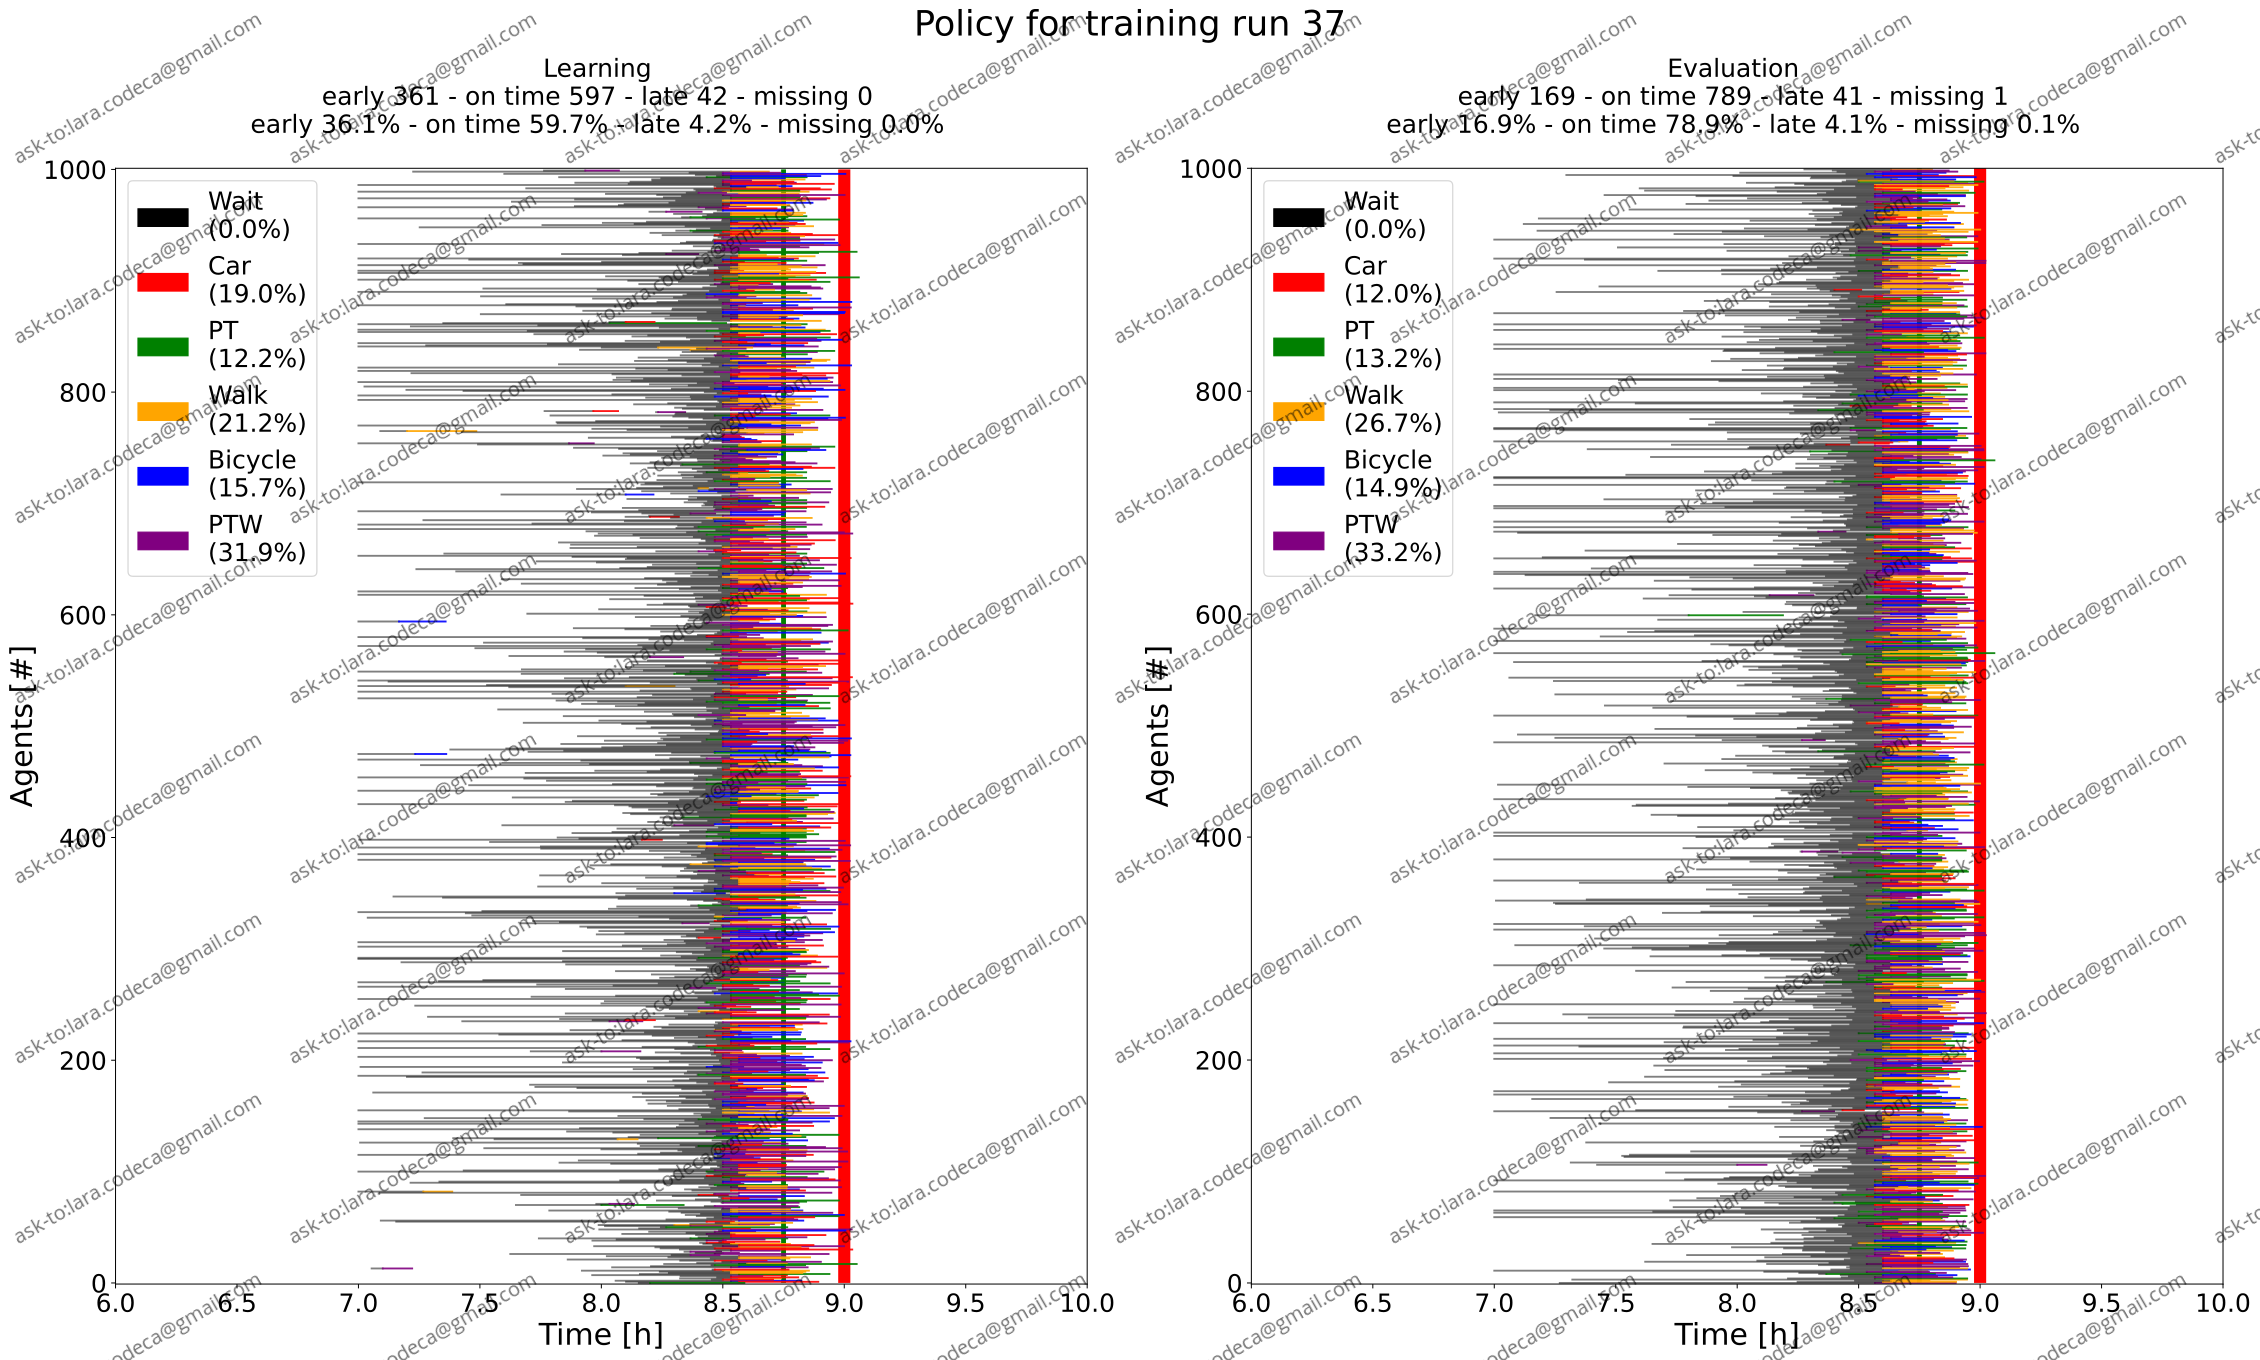 Policy for training run 37
Learning
early 361 - on time 597 - late 42 - missing 0
early 36.1% - on time 59.7% - late 4.2% - missing 0.0%
Wait
(0.0%)
Car
(19.0%)
PT
(12.2%)
Walk
(21.2%)
Bicycle
(15.7%)
PTW
(31.9%)
Agents [#]
1000
800
600
400
200
0
6.0 6.5 7.0 7.5 8.0 8.5 9.0 9.5 10.0
Time [h]
Evaluation
early 169 - on time 789 - late 41 - missing 1
early 16.9% - on time 78.9% - late 4.1% - missing 0.1%
Wait
(0.0%)
Car
(12.0%)
PT
(13.2%)
Walk
(26.7%)
Bicycle
(14.9%)
PTW
(33.2%)
Agents [#]
1000
800
600
400
200
0
6.0 6.5 7.0 7.5 8.0 8.5 9.0 9.5 10.0
Time [h]
ask-to:lara.codeca@gmail.com